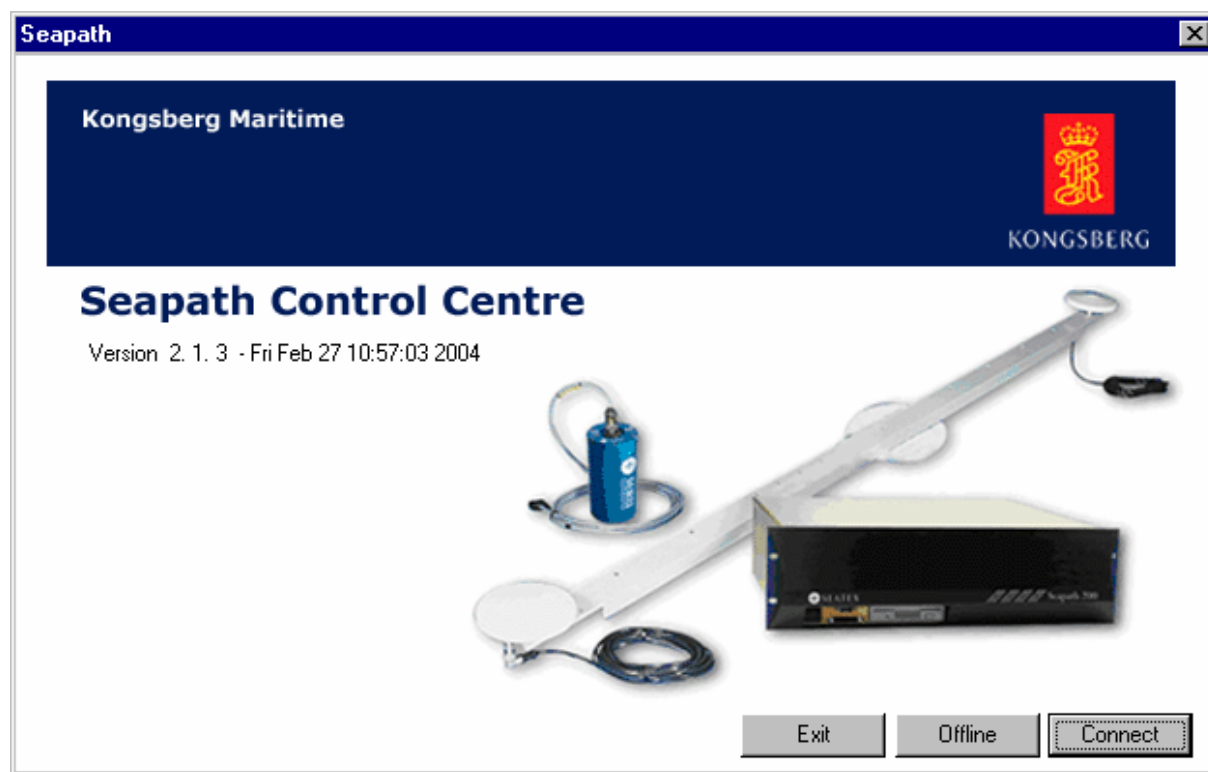 Seapath
Kongsberg Maritime
KONGSBERG
Seapath Control Centre
Version 2. 1. 3 - Fri Feb 27 10:57:03 2004
SEATEX
Seapath 200
Exit
Offline
Connect